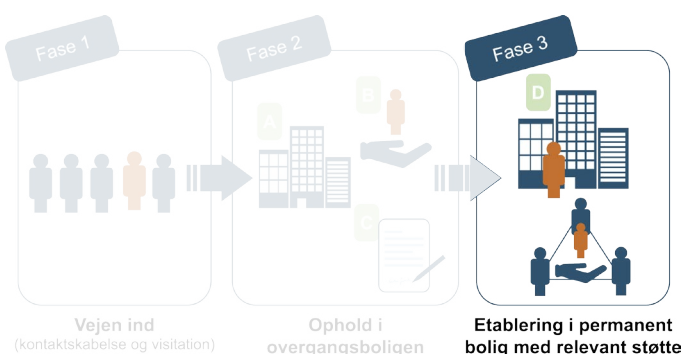 Fase 1
Fase 2
Fase 3
A
B
C
D
Vejen ind
(kontaktskabelse og visitation)
Ophold i
overgangsboligen
Etablering i permanent
bolig med relevant støtte